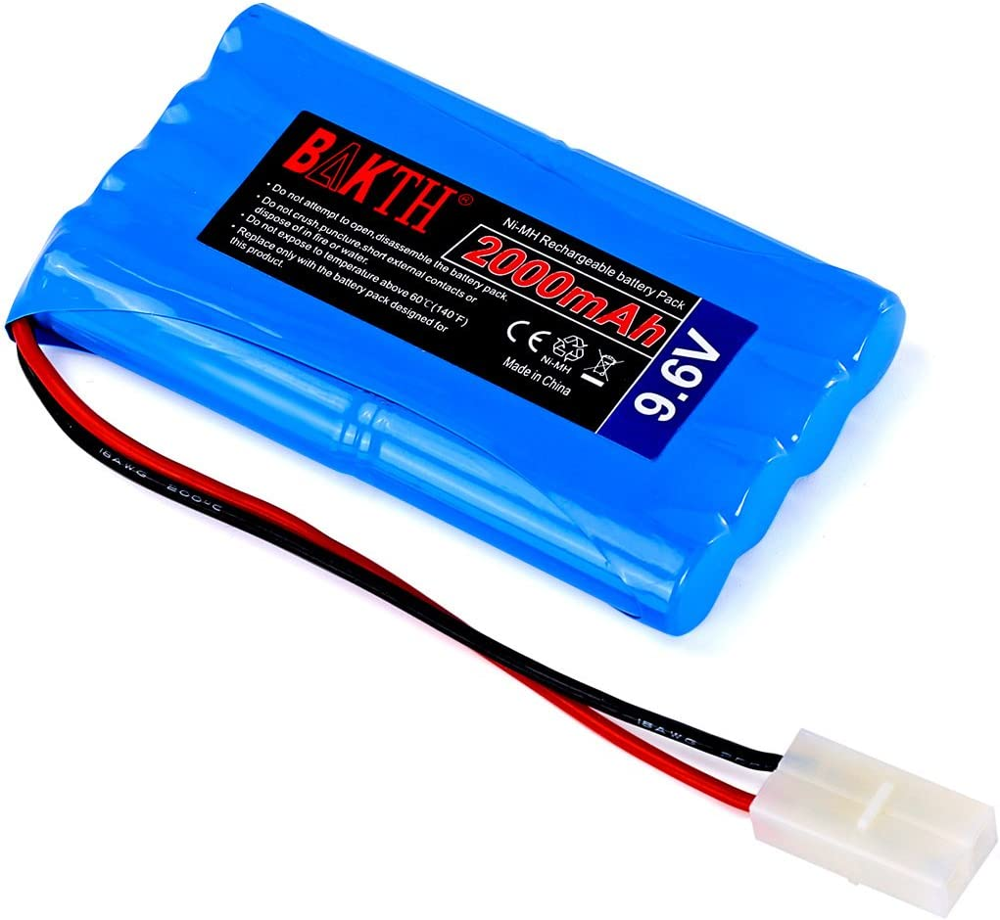 BAKTH®
• Do not attempt to open,disassemble the battery pack.
• Do not crush,puncture,short external contacts or
dispose of in fire or water.
• Do not expose to temperature above 60℃(140℉)
• Replace only with the battery pack designed for
this product.
Ni-MH Rechargeable battery Pack
2000mAh
CE
Ni-MH
Made in China
9.6V
18AWG 200℃
18AWG